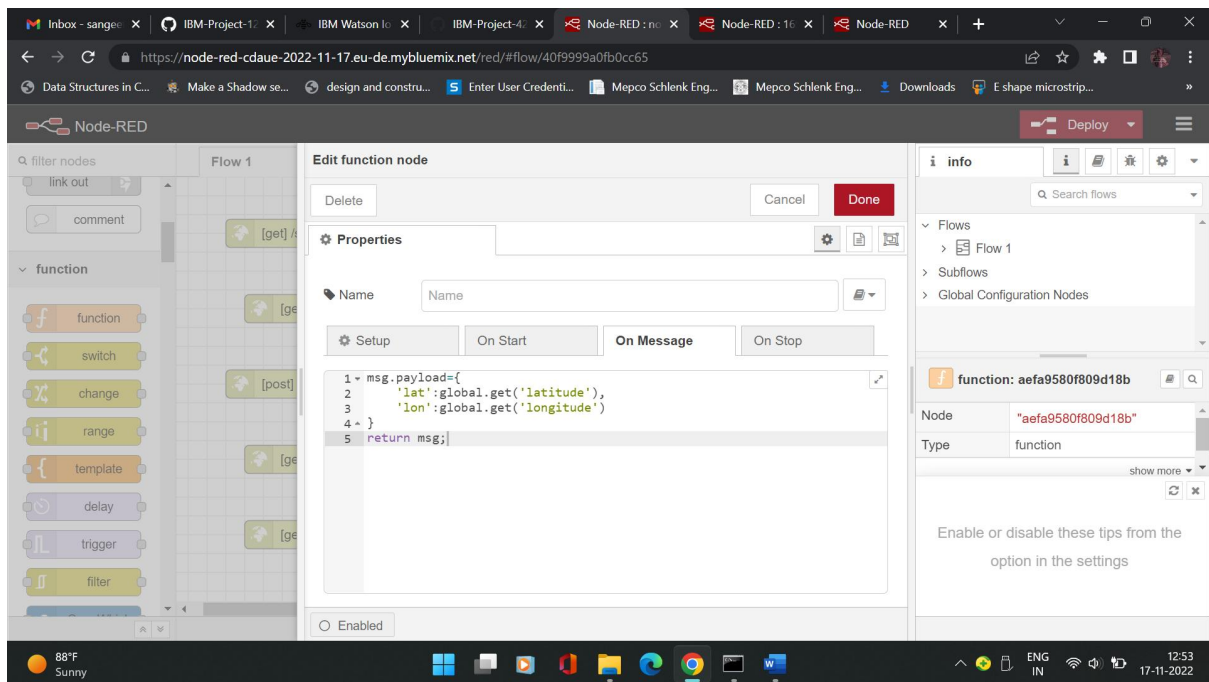 Inbox - sangee
IBM-Project-12
IBM Watson Io
IBM-Project-42
Node-RED : no
Node-RED : 16
Node-RED
https://node-red-cdaue-2022-11-17.eu-de.mybluemix.net/red/#flow/40f9999a0fb0cc65
Data Structures in C...
Make a Shadow se...
design and constru...
Enter User Credenti...
Mepco Schlenk Eng...
Mepco Schlenk Eng...
Downloads
E shape microstrip...
»
Node-RED
Deploy
filter nodes
link out
comment
function
function
switch
change
range
template
delay
trigger
filter
Flow 1
[get] /
[ge
[post]
[ge
[ge
Edit function node
Delete
Cancel
Done
Properties
Name
Name
Setup
On Start
On Message
On Stop
1 msg.payload={
2 'lat':global.get('latitude'),
3 'lon':global.get('longitude')
4 }
5 return msg;
Enabled
i info
i
Search flows
Flows
Flow 1
Subflows
Global Configuration Nodes
function: aefa9580f809d18b
Node "aefa9580f809d18b"
Type function
show more
Enable or disable these tips from the
option in the settings
88°F
Sunny
ENG
IN
12:53
17-11-2022